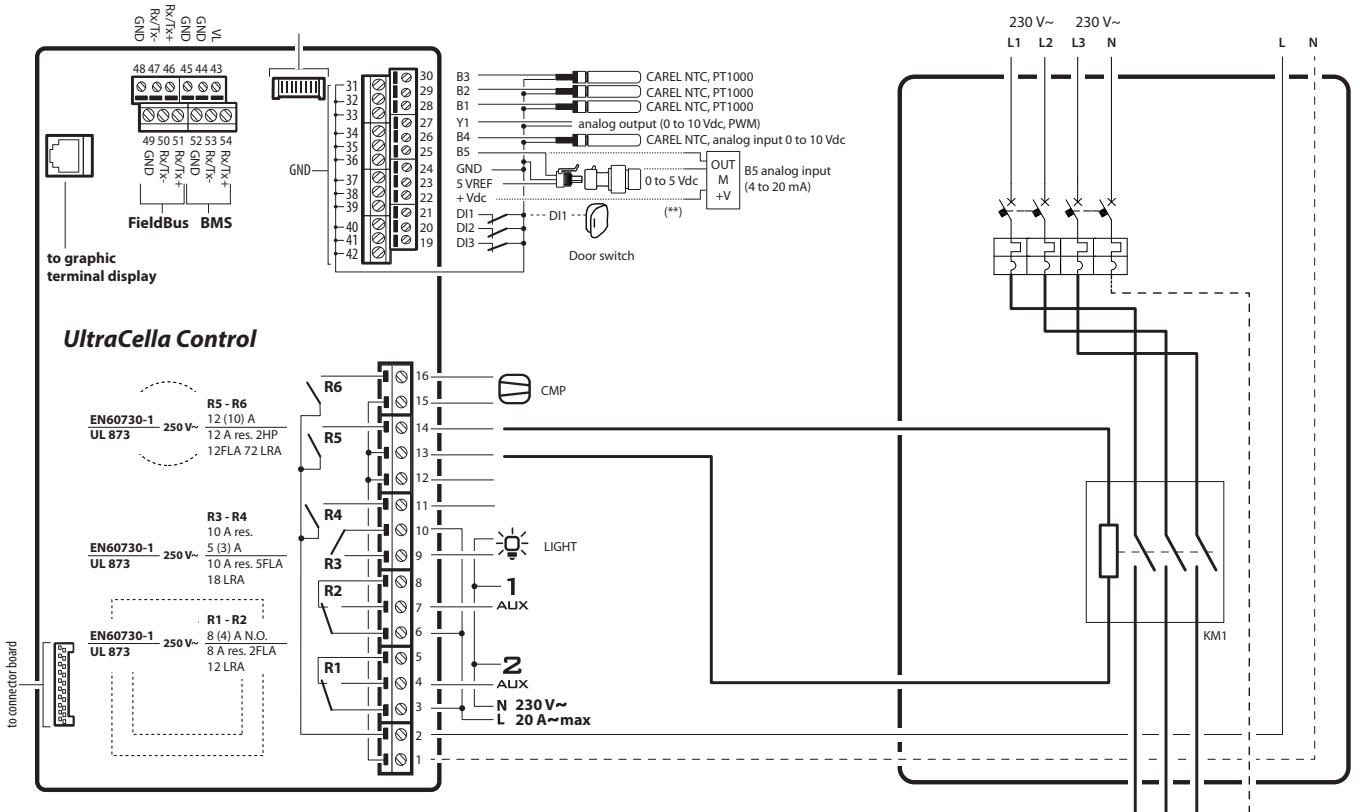 GND
Rx/Tx-
Rx/Tx+
GND
GND
VL
48 47 46 45 44 43
49 50 51 52 53 54
GND
Rx/Tx-
Rx/Tx+
GND
Rx/Tx-
Rx/Tx+
FieldBus BMS
to graphic
terminal display
GND
31
32
33
34
35
36
37
38
39
40
41
42
30
29
28
27
26
25
24
23
22
21
20
19
B3
B2
B1
Y1
B4
B5
GND
5 VREF
+ Vdc
DI1
DI2
DI3
CAREL NTC, PT1000
CAREL NTC, PT1000
CAREL NTC, PT1000
analog output (0 to 10 Vdc, PWM)
CAREL NTC, analog input 0 to 10 Vdc
0 to 5 Vdc
OUT
M
+V
B5 analog input
(4 to 20 mA)
(**)
DI1
Door switch
UltraCella Control
EN60730-1
UL 873
250 V~
R5 - R6
12 (10) A
12 A res. 2HP
12FLA 72 LRA
EN60730-1
UL 873
250 V~
R3 - R4
10 A res.
5 (3) A
10 A res. 5FLA
18 LRA
EN60730-1
UL 873
250 V~
R1 - R2
8 (4) A N.O.
8 A res. 2FLA
12 LRA
to connector board
R6
R5
R4
R3
R2
R1
16
15
14
13
12
11
10
9
8
7
6
5
4
3
2
1
CMP
LIGHT
1
AUX
2
AUX
N 230 V~
L 20 A~max
230 V~ 230 V~
L1 L2 L3 N
L N
KM1